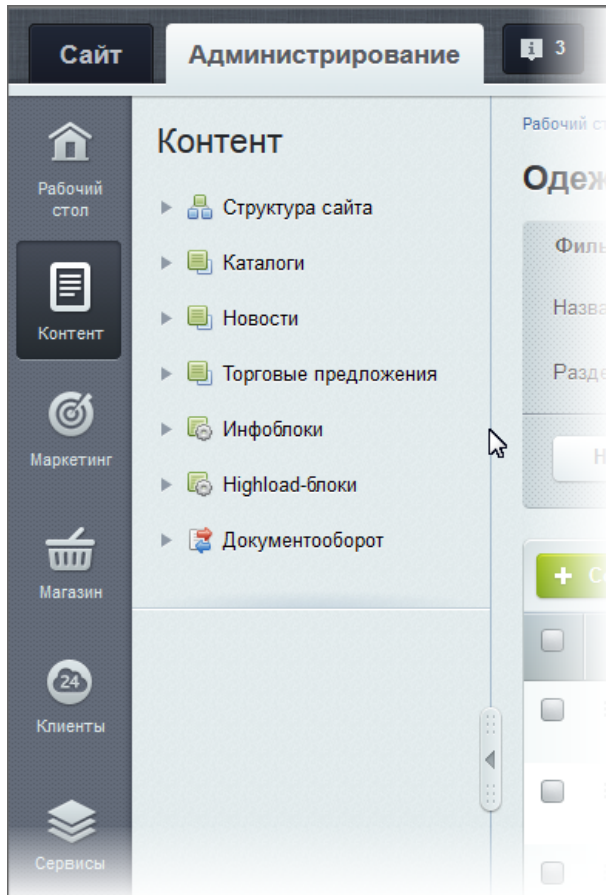 Сайт
Администрирование
3
Рабочий
стол
Контент
Маркетинг
Магазин
24
Клиенты
Сервисы
Контент
Структура сайта
Каталоги
Новости
Торговые предложения
Инфоблоки
Highload-блоки
Документооборот
Рабочий